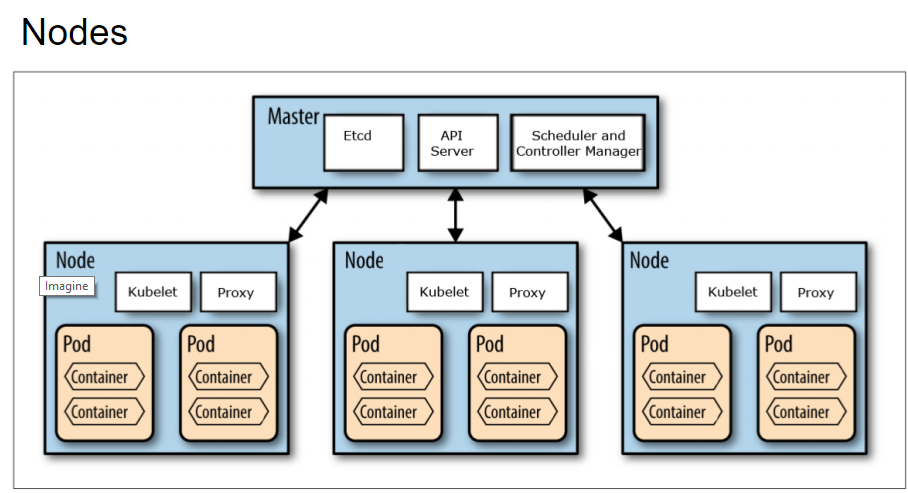 Nodes
Master
Etcd
API
Server
Scheduler and
Controller Manager
Node
Imagine
Kubelet
Proxy
Pod
Container
Container
Pod
Container
Container
Node
Kubelet
Proxy
Pod
Container
Container
Pod
Container
Container
Node
Kubelet
Proxy
Pod
Container
Container
Pod
Container
Container